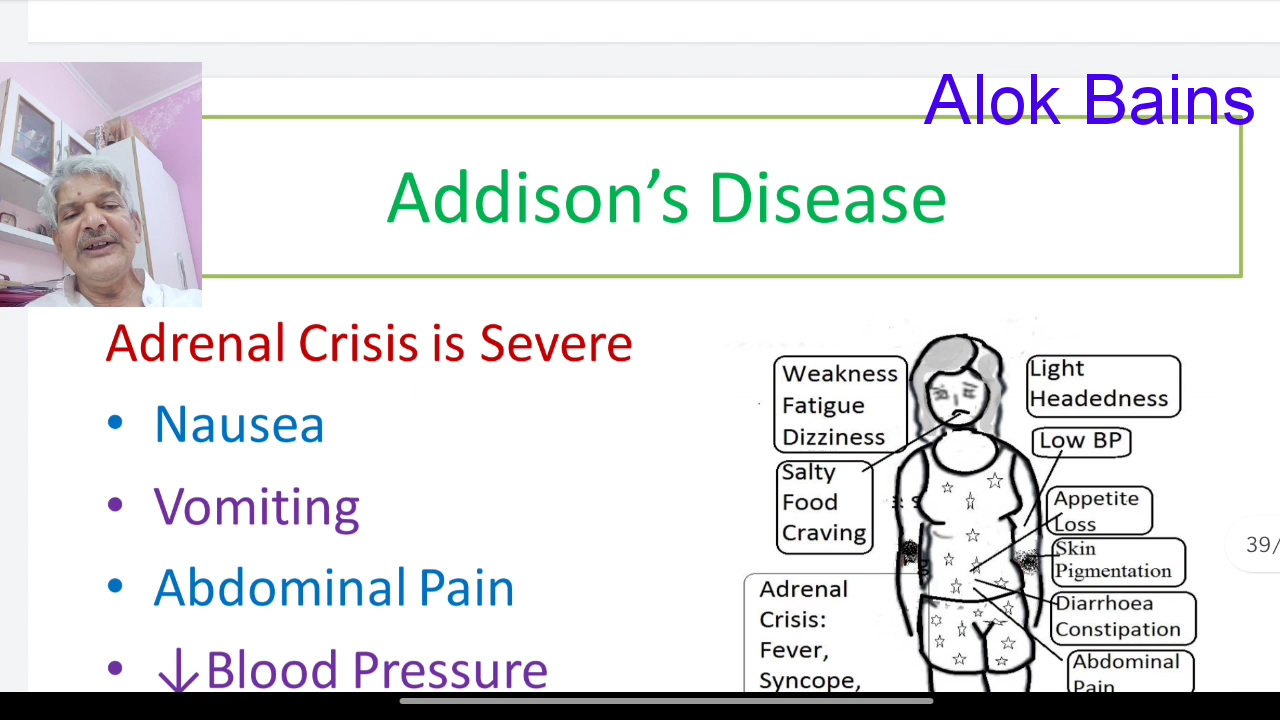 Alok Bains
Addison's Disease
Adrenal Crisis is Severe
• Nausea
• Vomiting
• Abdominal Pain
• ↓Blood Pressure
Weakness
Fatigue
Dizziness
Salty
Food
Craving
Adrenal
Crisis:
Fever,
Syncope,
Light
Headedness
Low BP
Appetite
Loss
Skin
Pigmentation
Diarrhoea
Constipation
Abdominal
Pain
39/